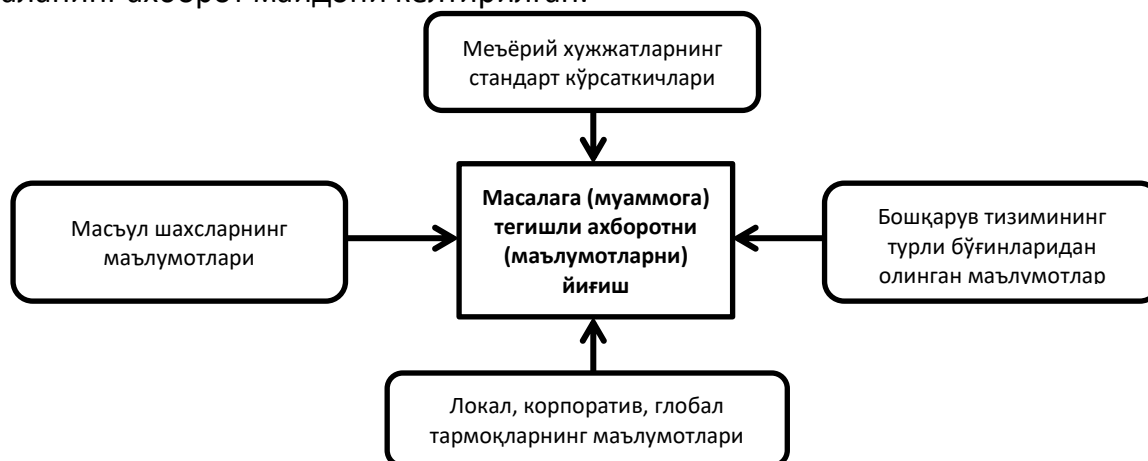 Меъёрий хужжатларнинг
стандарт кўрсаткичлари
Масъул шахсларнинг
маълумотлари
Масалага (муаммога)
тегишли ахборотни
(маълумотларни)
йиғиш
Бошқарув тизимининг
турли бўғинларидан
олинган маълумотлар
Локал, корпоратив, глобал
тармоқларнинг маълумотлари